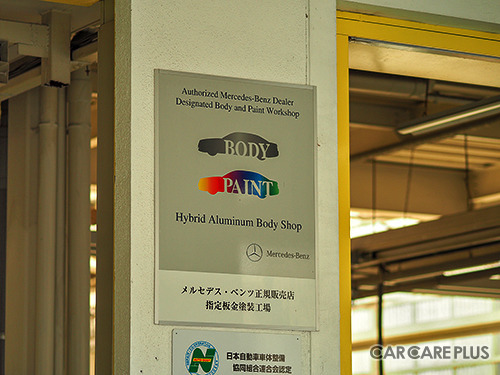 Authorized Mercedes-Benz Dealer
Designated Body and Paint Workshop
BODY
PAINT
Hybrid Aluminum Body Shop
Mercedes-Benz
メルセデス・ベンツ正規販売店
指定板金塗装工場
日本自動車車体整備
協同組合連合会認定
CAR CARE PLUS